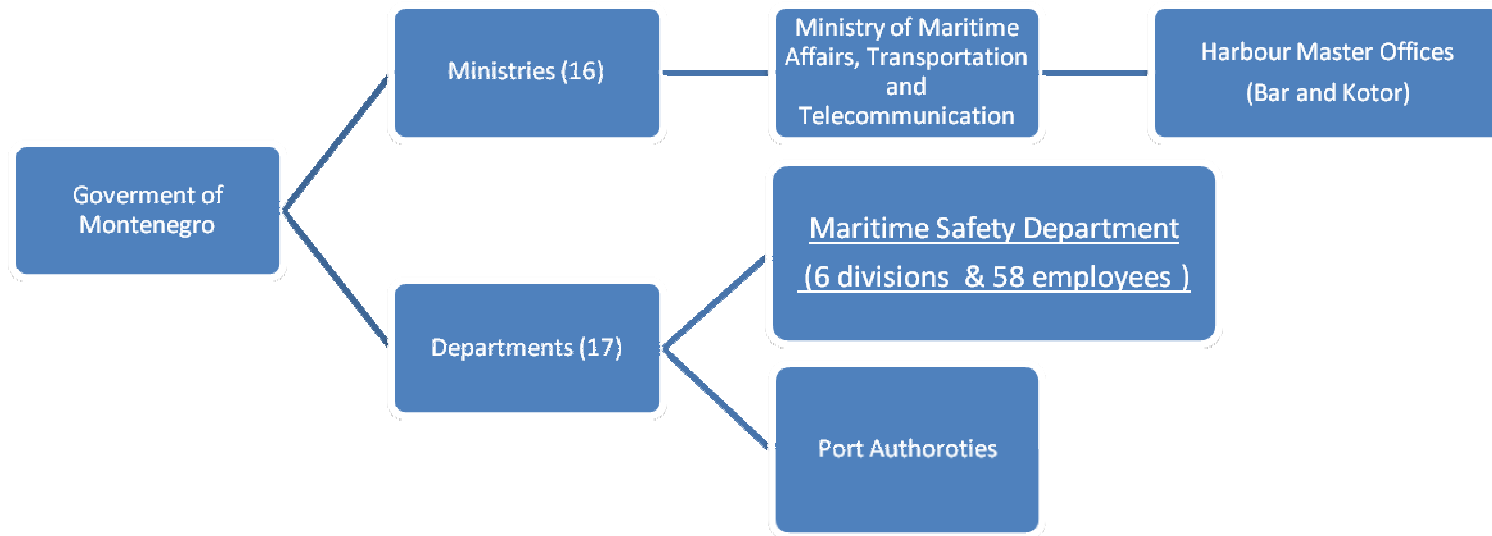 Goverment of
Montenegro
Ministries (16)
Ministry of Maritime
Affairs, Transportation
and
Telecommunication
Harbour Master Offices
(Bar and Kotor)
Departments (17)
Maritime Safety Department
(6 divisions & 58 employees )
Port Authoroties